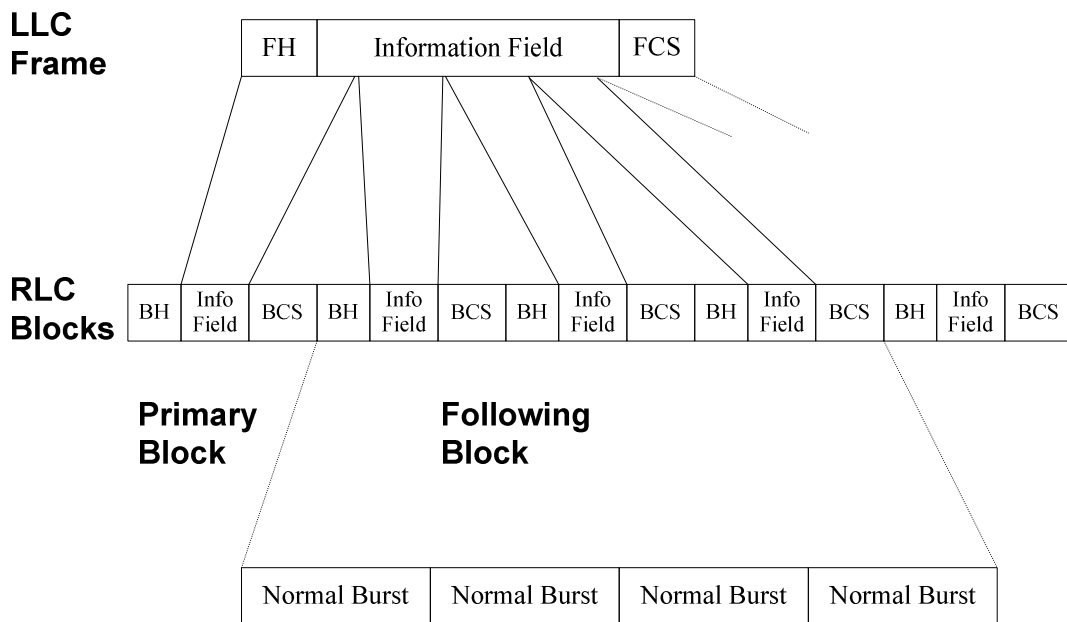 LLC
Frame
FH Information Field FCS
RLC
Blocks
BH Info Field BCS BH Info Field BCS BH Info Field BCS BH Info Field BCS BH Info Field BCS
Primary
Block
Following
Block
Normal Burst Normal Burst Normal Burst Normal Burst